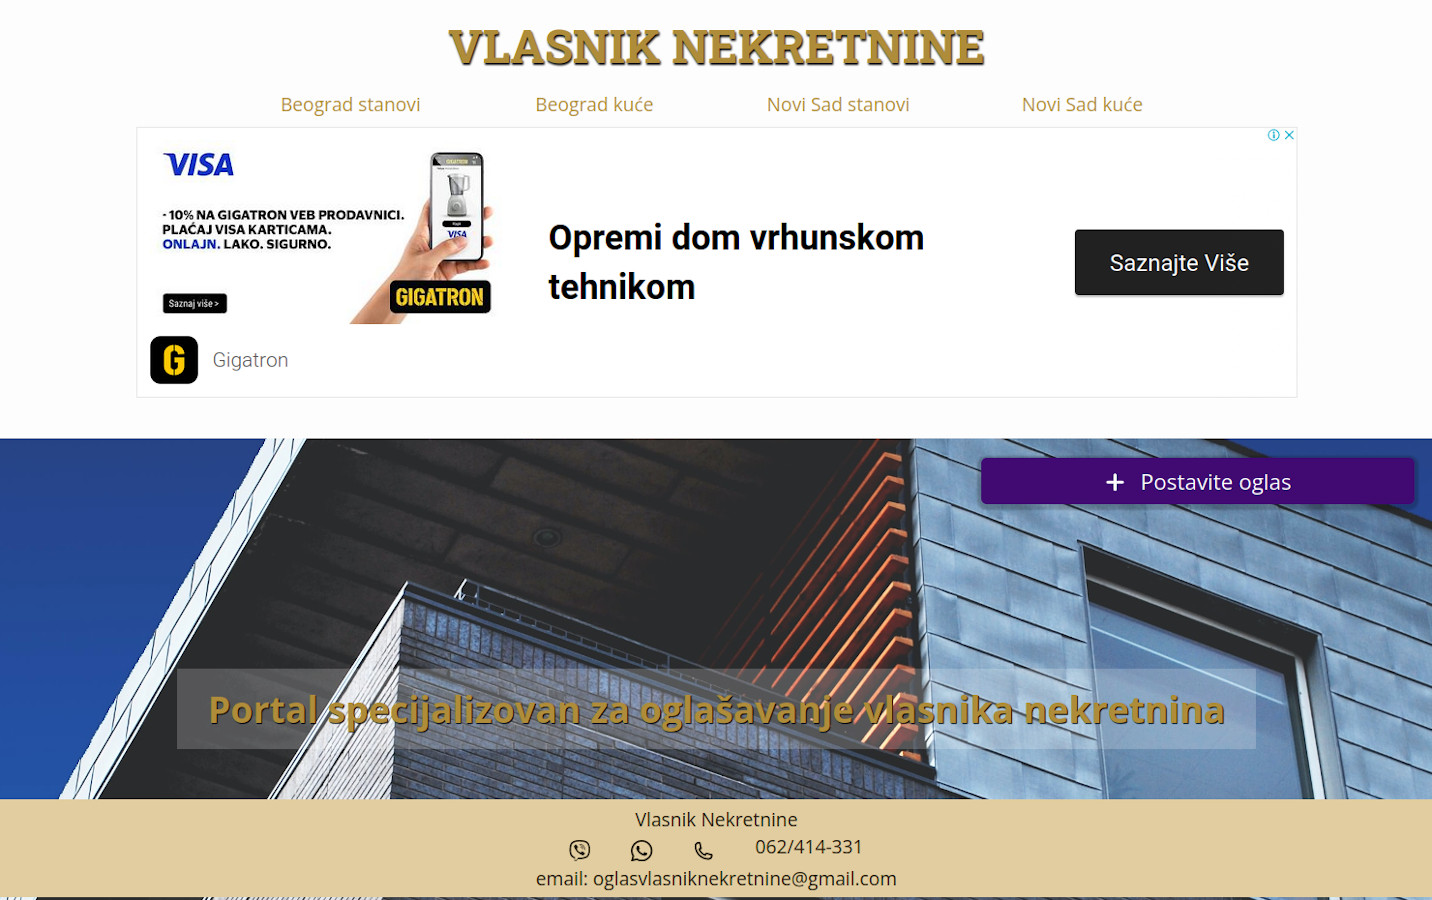 VLASNIK NEKRETNINE
Beograd stanovi
Beograd kuće
Novi Sad stanovi
Novi Sad kuće
VISA
- 10% NA GIGATRON VEB PRODAVNICI.
PLAĆAJ VISA KARTICAMA.
ONLAJN. LAKO. SIGURNO.
VISA
Saznaj više >
GIGATRON
G
Gigatron
Opremi dom vrhunskom
tehnikom
Saznajte Više
+ Postavite oglas
Portal specijalizovan za oglašavanje vlasnika nekretnina
Vlasnik Nekretnine
062/414-331
email: oglasvlasniknekretnine@gmail.com